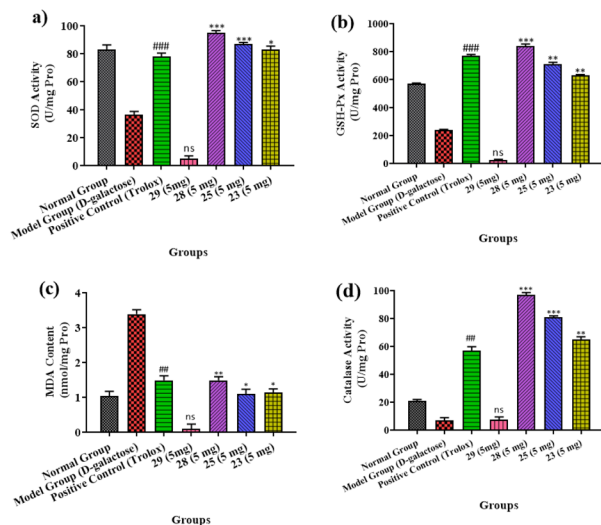 a)
SOD Activity
(U/mg Pro)
100
80
60
40
20
0
###
ns
***
***
*
Normal Group
Model Group (D-galactose)
Positive Control (Trolox)
29 (5mg)
28 (5 mg)
25 (5 mg)
23 (5 mg)
Groups
b)
GSH-Px Activity
(U/mg Pro)
1000
800
600
400
200
0
###
ns
***
**
**
Normal Group
Model Group (D-galactose)
Positive Control (Trolox)
29 (5mg)
28 (5 mg)
25 (5 mg)
23 (5 mg)
Groups
(c)
MDA Content
(nmol/mg Pro)
4
3
2
1
0
##
ns
**
*
*
Normal Group
Model Group (D-galactose)
Positive Control (Trolox)
29 (5mg)
28 (5 mg)
25 (5 mg)
23 (5 mg)
Groups
(d)
Catalase Activity
(U/mg Pro)
100
80
60
40
20
0
##
ns
***
***
**
Normal Group
Model Group (D-galactose)
Positive Control (Trolox)
29 (5mg)
28 (5 mg)
25 (5 mg)
23 (5 mg)
Groups